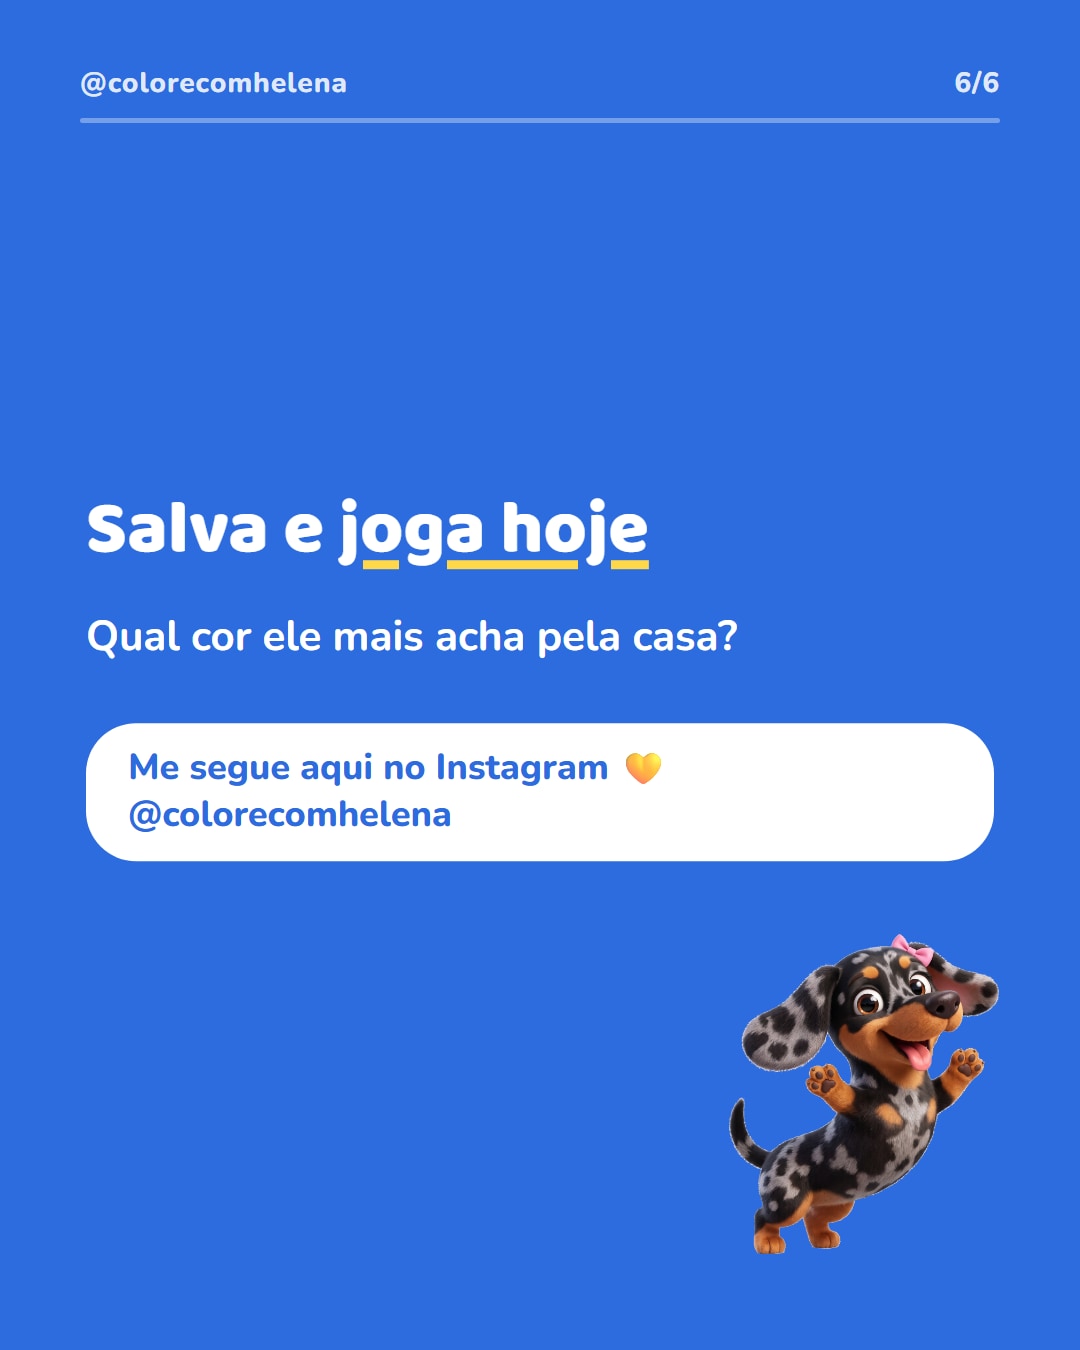 @colorecomhelena
6/6
Salva e joga hoje
Qual cor ele mais acha pela casa?
Me segue aqui no Instagram 💛
@colorecomhelena